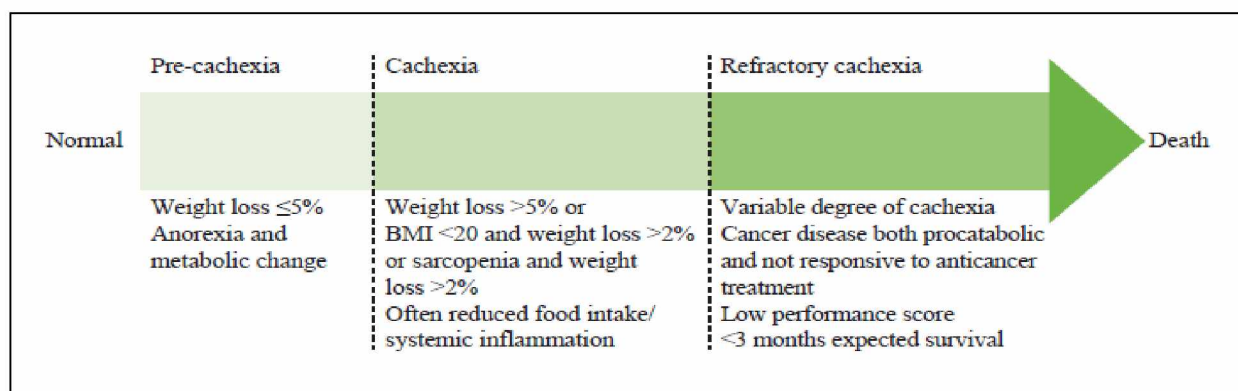 Normal
Pre-cachexia
Weight loss ≤5%
Anorexia and
metabolic change
Cachexia
Weight loss >5% or
BMI <20 and weight loss >2%
or sarcopenia and weight
loss >2%
Often reduced food intake/
systemic inflammation
Refractory cachexia
Variable degree of cachexia
Cancer disease both procatabolic
and not responsive to anticancer
treatment
Low performance score
<3 months expected survival
Death